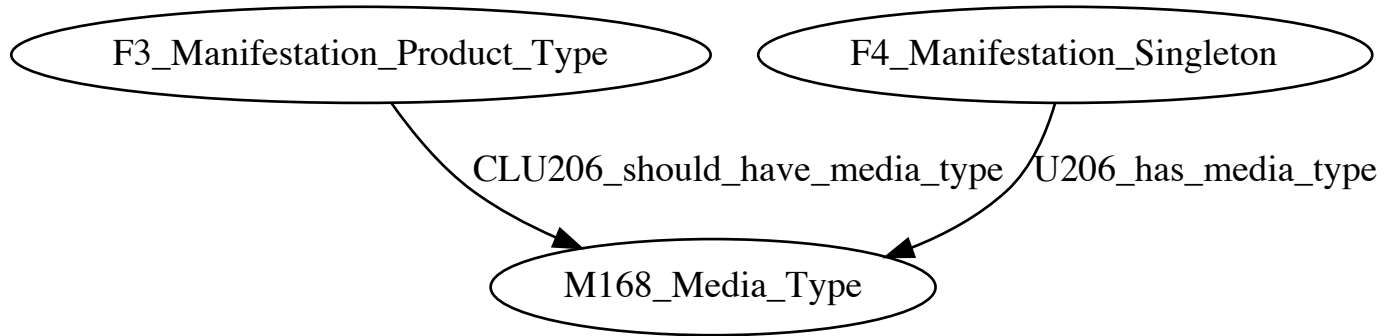 F3_Manifestation_Product_Type
F4_Manifestation_Singleton
CLU206_should_have_media_type
U206_has_media_type
M168_Media_Type